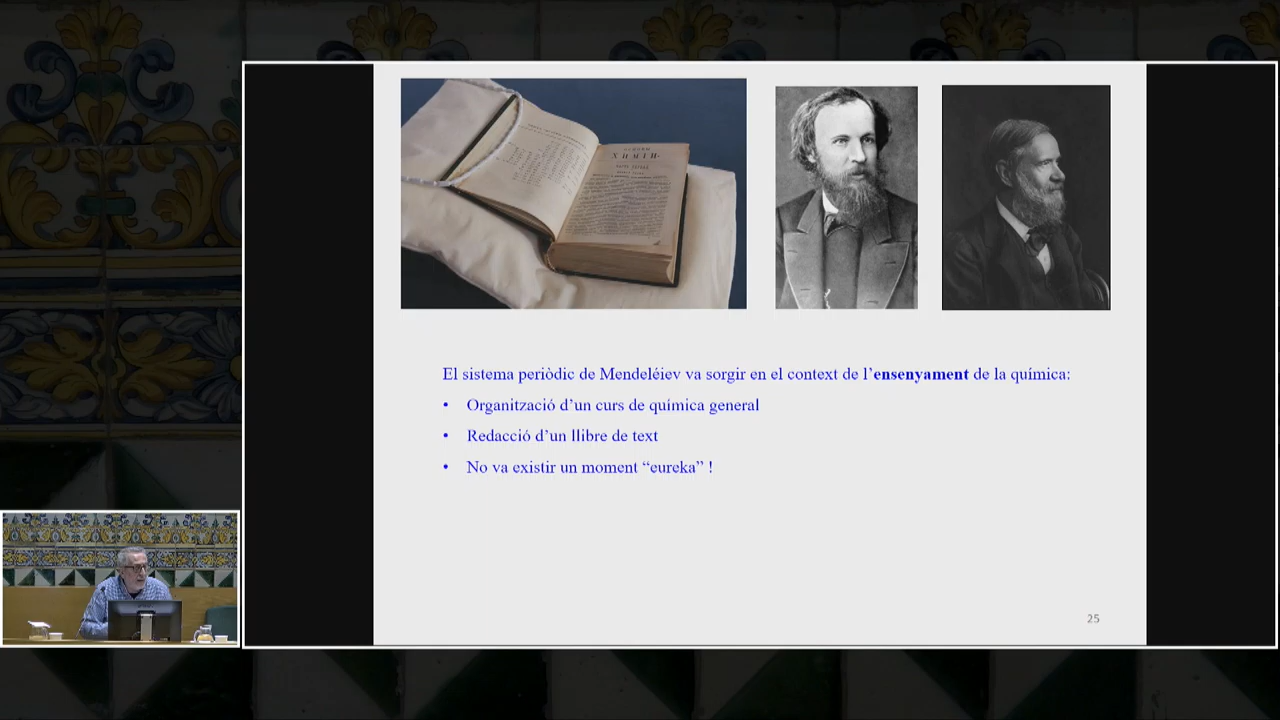 ХИМІИ
El sistema periòdic de Mendeléiev va sorgir en el context de l’ensenyament de la química:
• Organització d’un curs de química general
• Redacció d’un llibre de text
• No va existir un moment “eureka” !
25